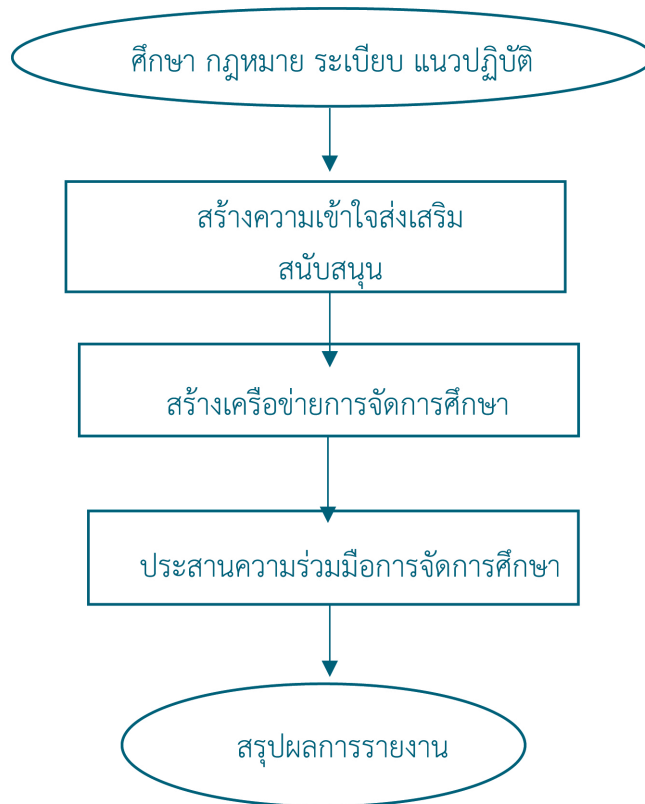 ศึกษา กฎหมาย ระเบียบ แนวปฏิบัติ
สร้างความเข้าใจส่งเสริม
สนับสนุน
สร้างเครือข่ายการจัดการศึกษา
ประสานความร่วมมือการจัดการศึกษา
สรุปผลการรายงาน